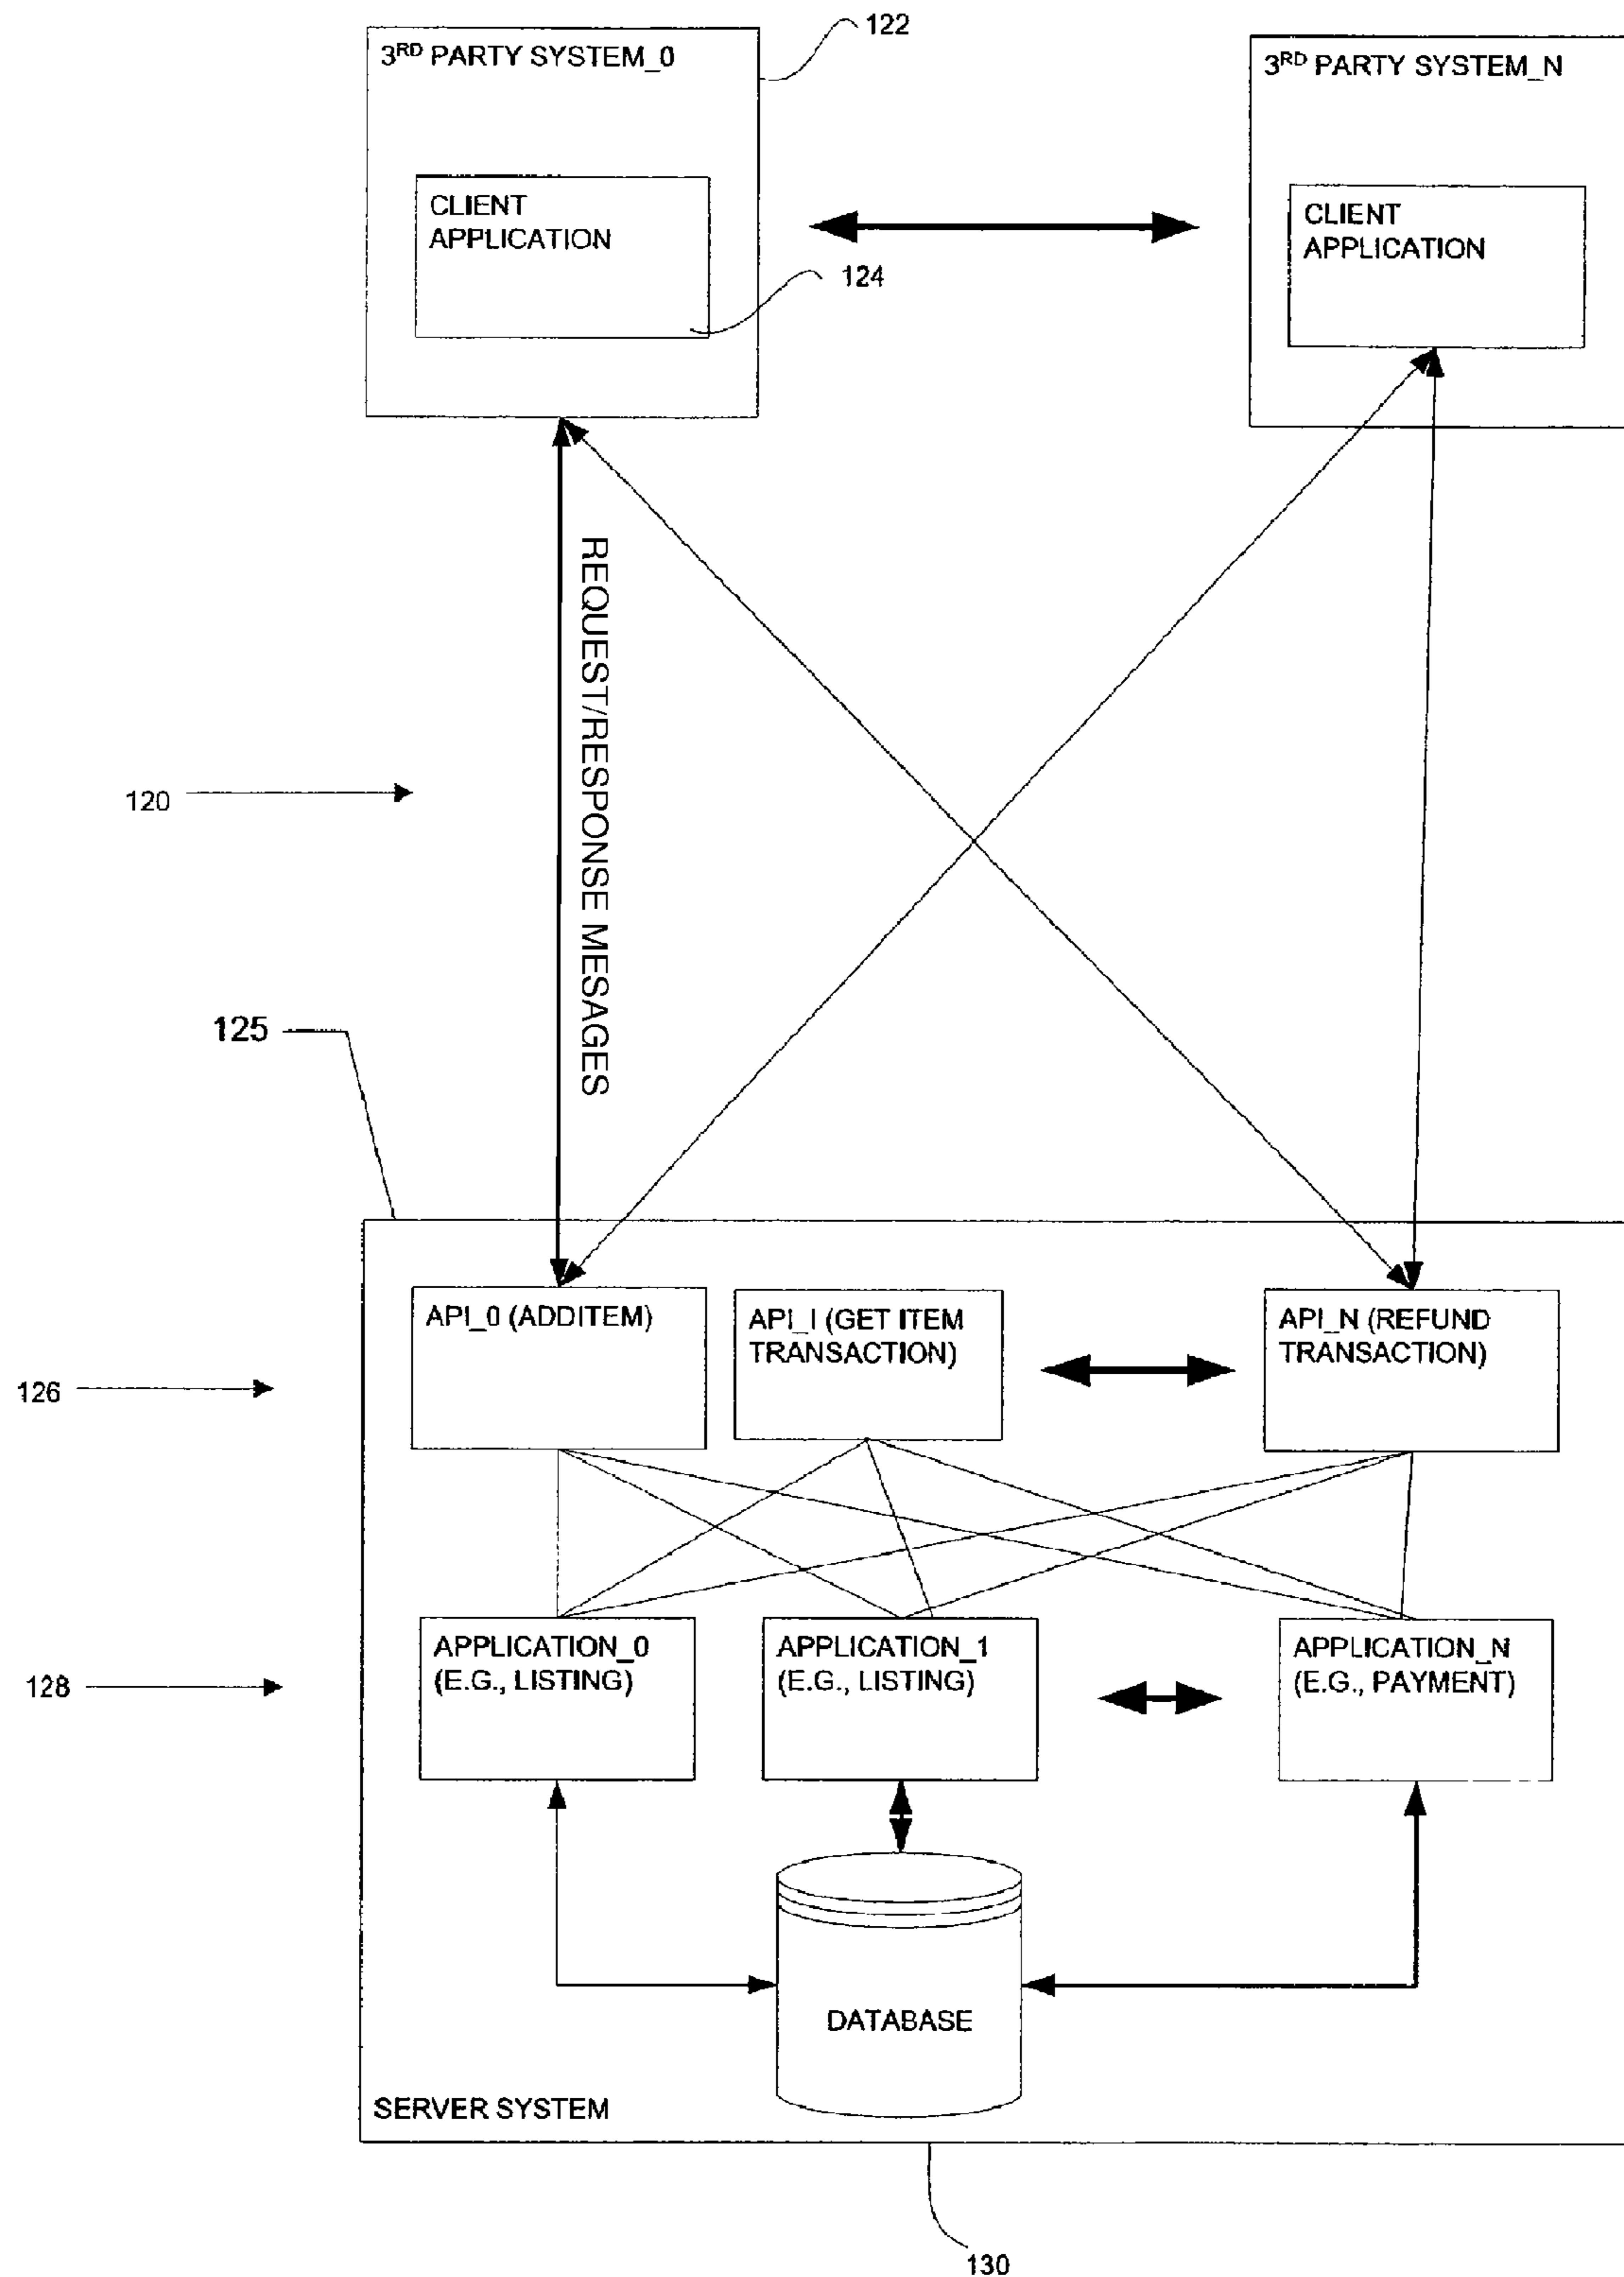 122
3RD PARTY SYSTEM_0
3RD PARTY SYSTEM_N
CLIENT
APPLICATION
CLIENT
APPLICATION
124
REQUEST/RESPONSE MESAGES
120
125
API_0 (ADDITEM)
API_I (GET ITEM
TRANSACTION)
API_N (REFUND
TRANSACTION)
126
APPLICATION_0
(E.G., LISTING)
APPLICATION_1
(E.G., LISTING)
APPLICATION_N
(E.G., PAYMENT)
128
DATABASE
SERVER SYSTEM
130